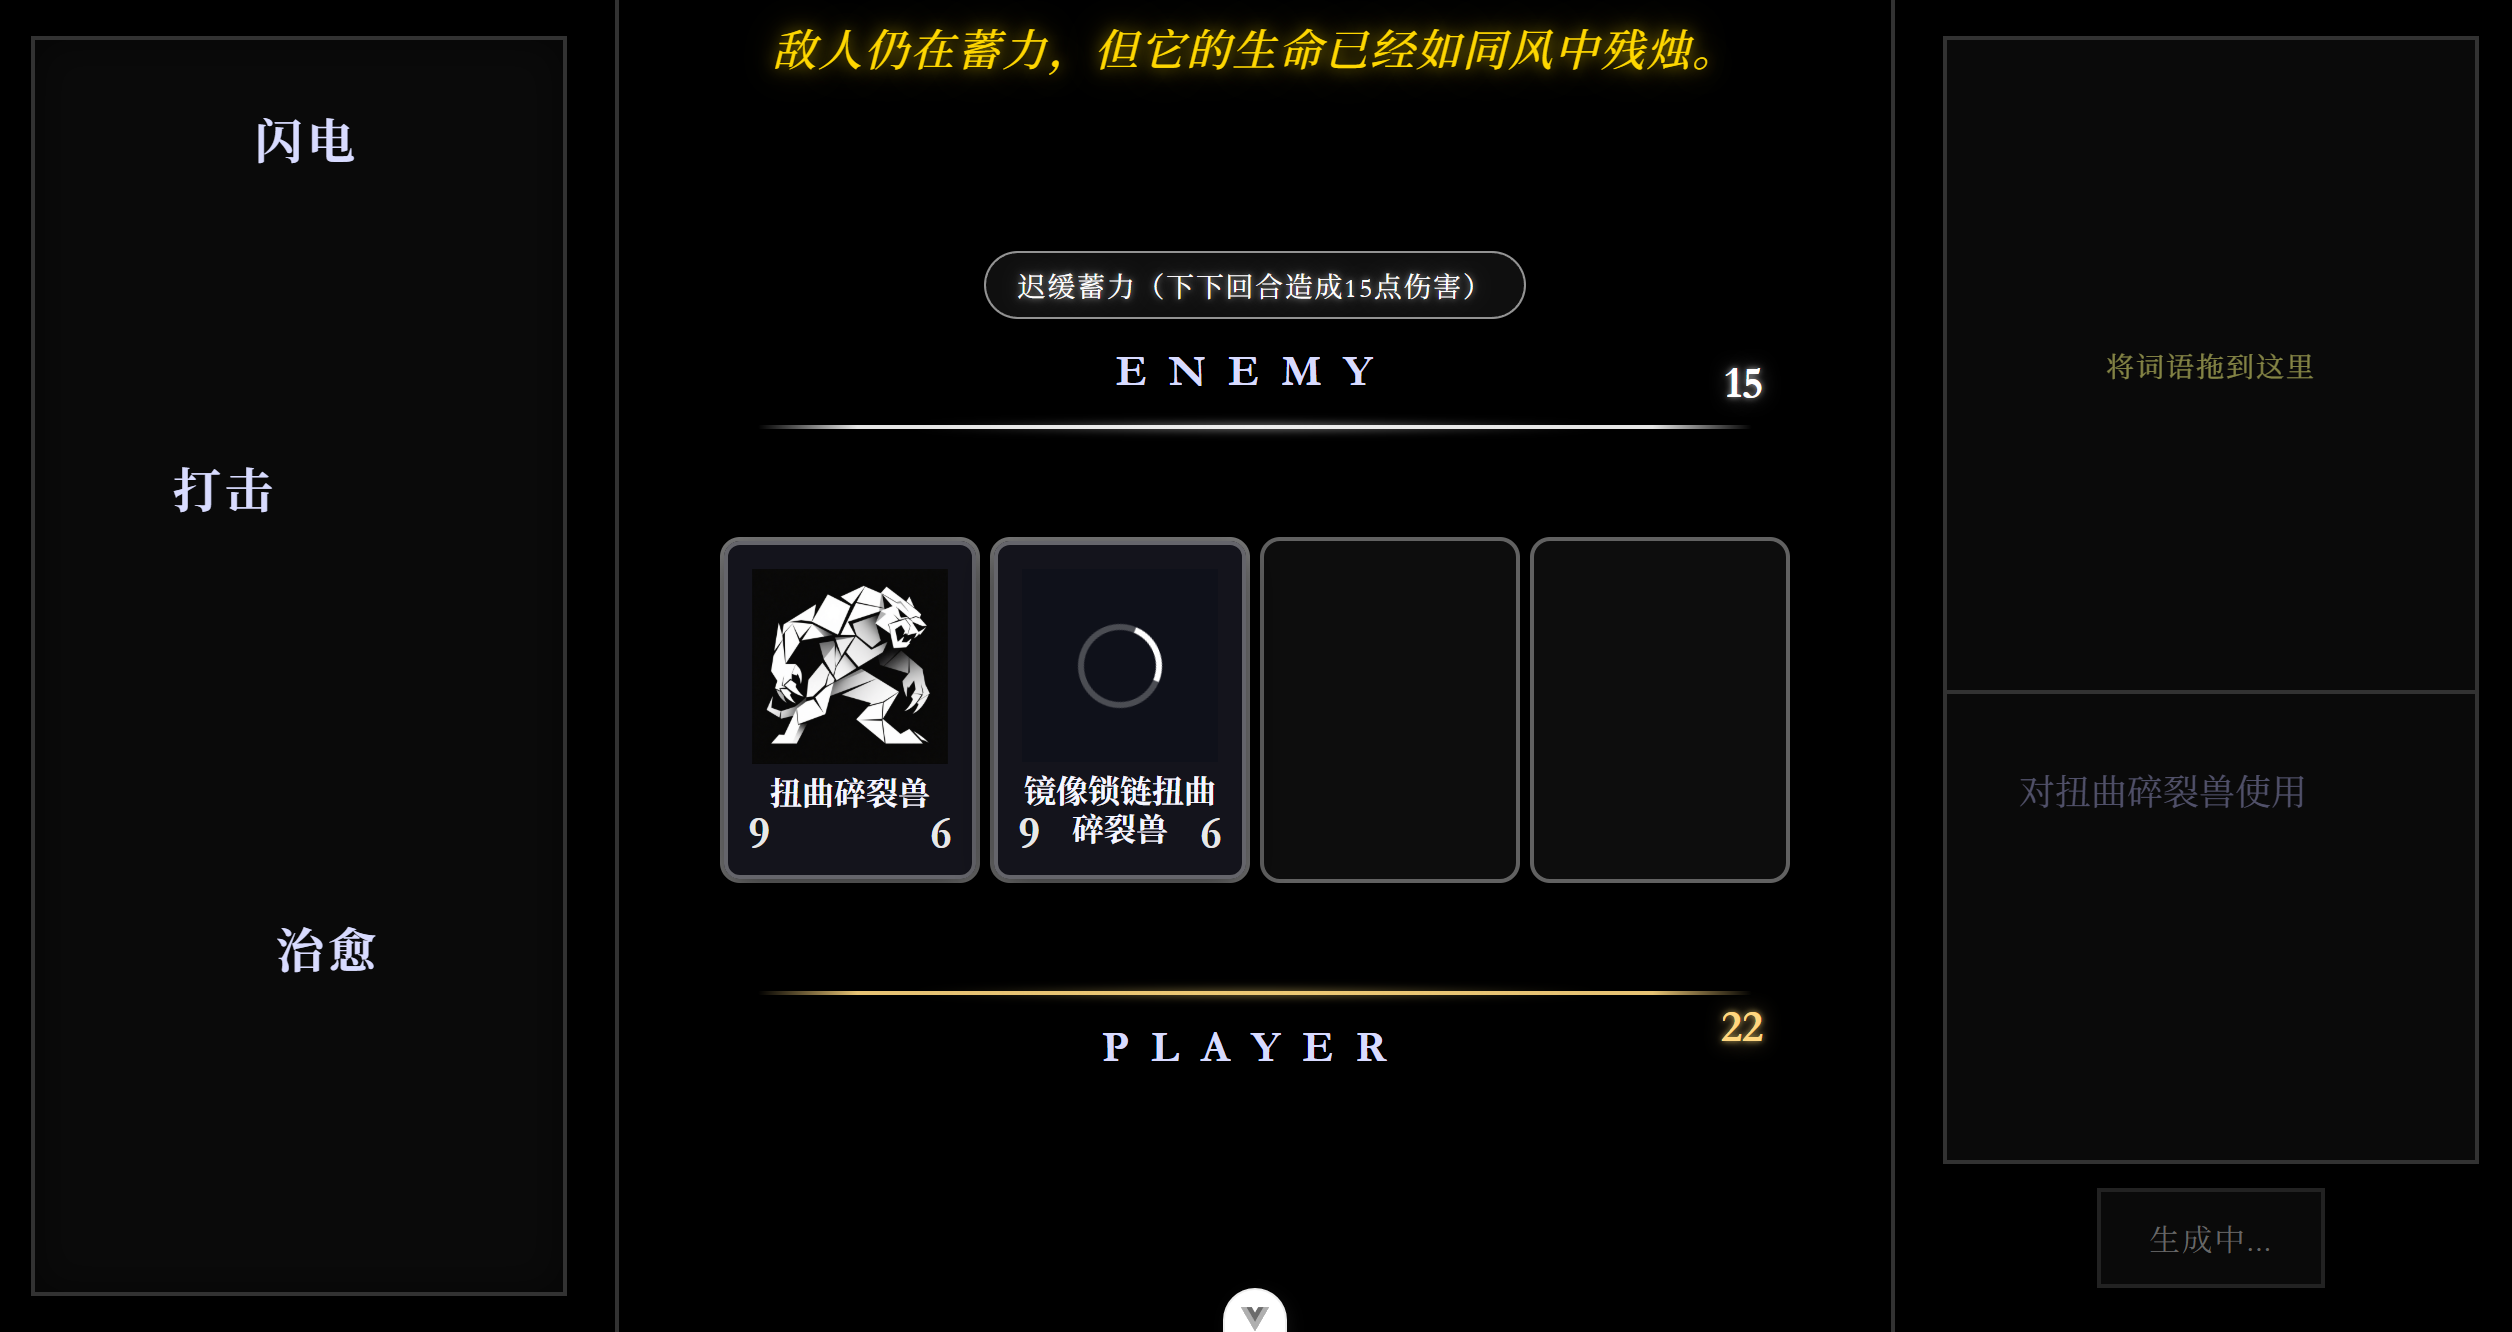 闪电
打击
治愈
敌人仍在蓄力，但它的生命已经如同风中残烛。
迟缓蓄力（下下回合造成15点伤害）
ENEMY
15
扭曲碎裂兽
9
6
镜像锁链扭曲
碎裂兽
9
6
22
PLAYER
将词语拖到这里
对扭曲碎裂兽使用
生成中...